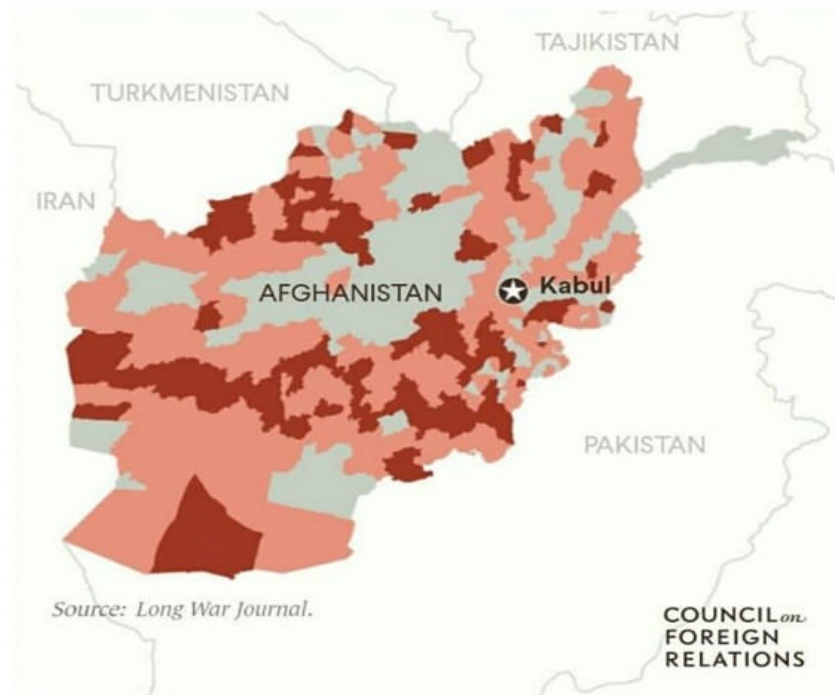 TAJIKISTAN
TURKMENISTAN
IRAN
AFGHANISTAN
Kabul
PAKISTAN
Source: Long War Journal.
COUNCIL on
FOREIGN
RELATIONS